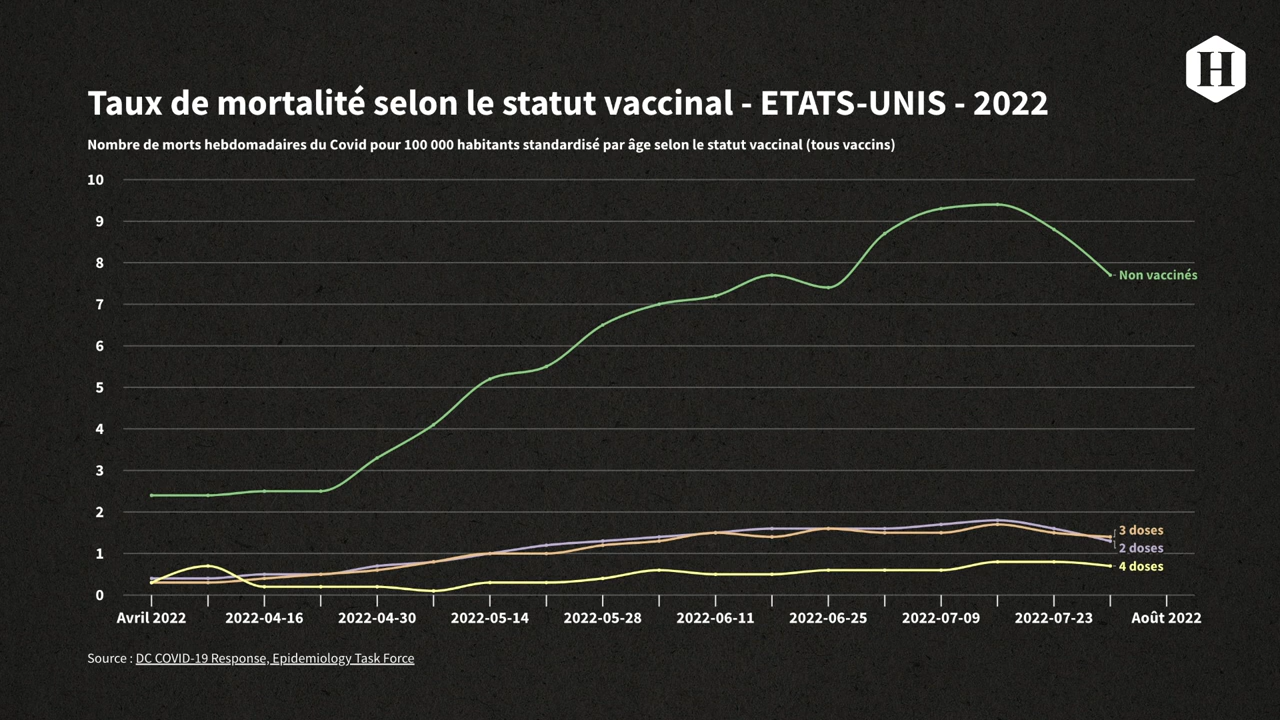 H
Taux de mortalité selon le statut vaccinal - ETATS-UNIS - 2022
Nombre de morts hebdomadaires du Covid pour 100 000 habitants standardisé par âge selon le statut vaccinal (tous vaccins)
10
9
8
7
6
5
4
3
2
1
0
Non vaccinés
3 doses
2 doses
4 doses
Avril 2022 2022-04-16 2022-04-30 2022-05-14 2022-05-28 2022-06-11 2022-06-25 2022-07-09 2022-07-23 Août 2022
Source : DC COVID-19 Response, Epidemiology Task Force